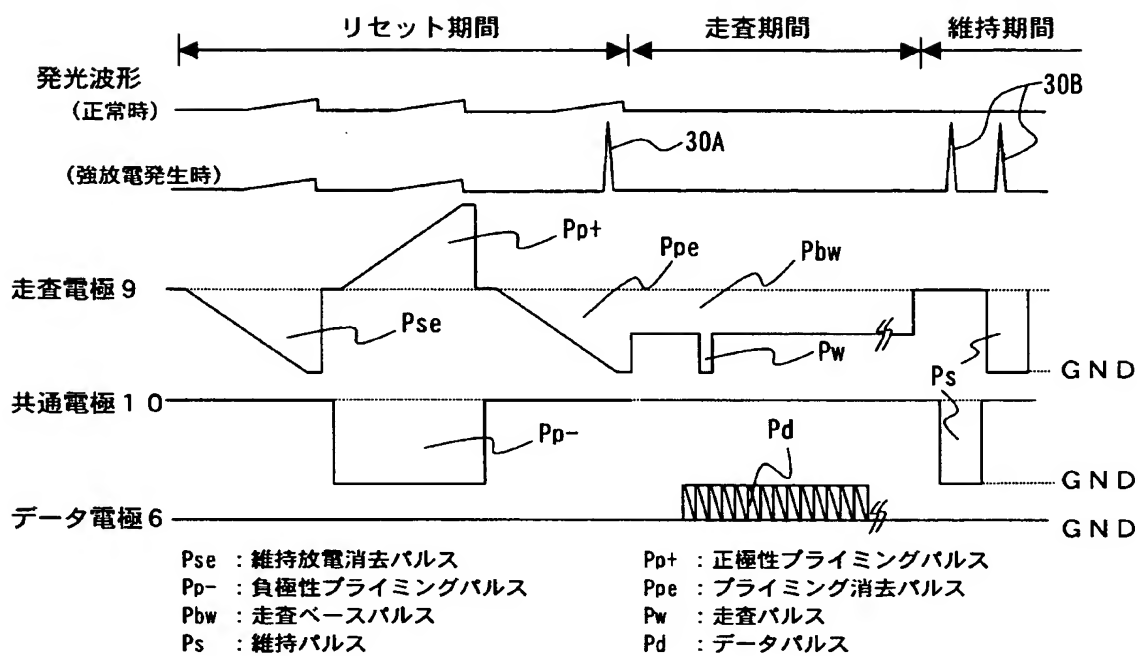 リセット期間 走査期間 維持期間
発光波形
(正常時)
30B
30A
(強放電発生時)
Pp+
Ppe
Pbw
走査電極9
Pse
Pw
Ps
GND
共通電極10
Pp-
Pd
GND
データ電極6
GND
Pse :維持放電消去パルス Pp+ :正極性プライミングパルス
Pp- :負極性プライミングパルス Ppe :プライミング消去パルス
Pbw :走査ベースパルス Pw :走査パルス
Ps :維持パルス Pd :データパルス